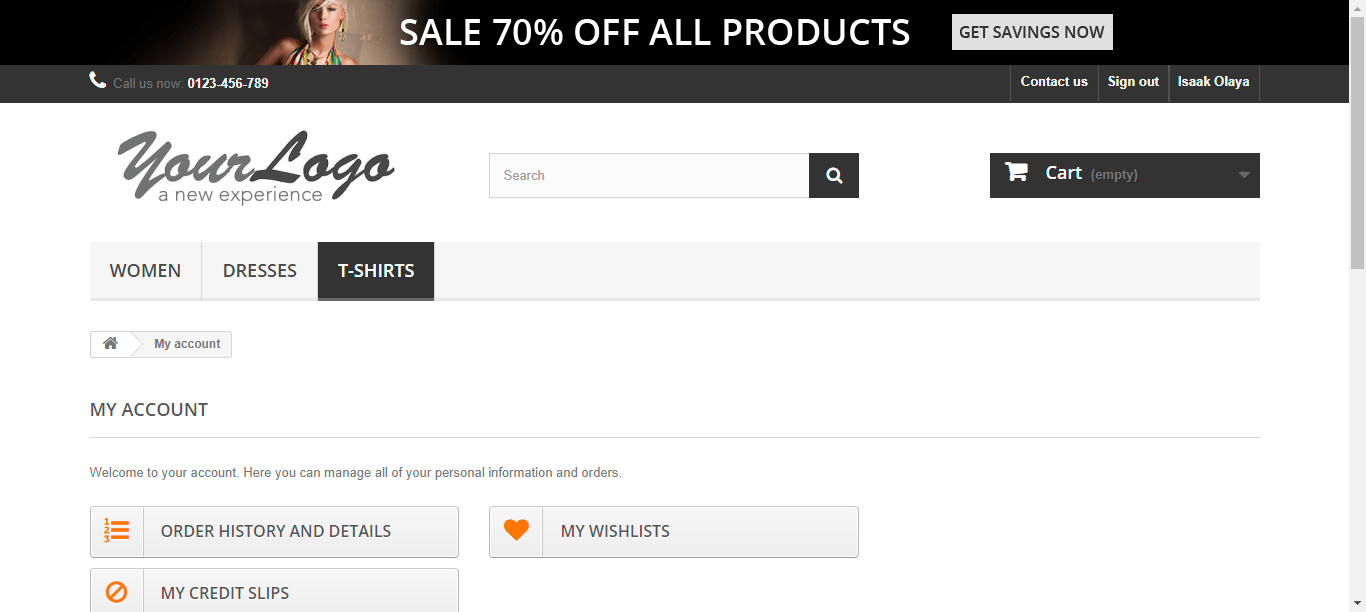 SALE 70% OFF ALL PRODUCTS GET SAVINGS NOW
Call us now: 0123-456-789 Contact us Sign out Isaak Olaya
YourLogo
a new experience
Search
Cart (empty)
WOMEN DRESSES T-SHIRTS
My account
MY ACCOUNT
Welcome to your account. Here you can manage all of your personal information and orders.
1
2
3
ORDER HISTORY AND DETAILS MY WISHLISTS
MY CREDIT SLIPS